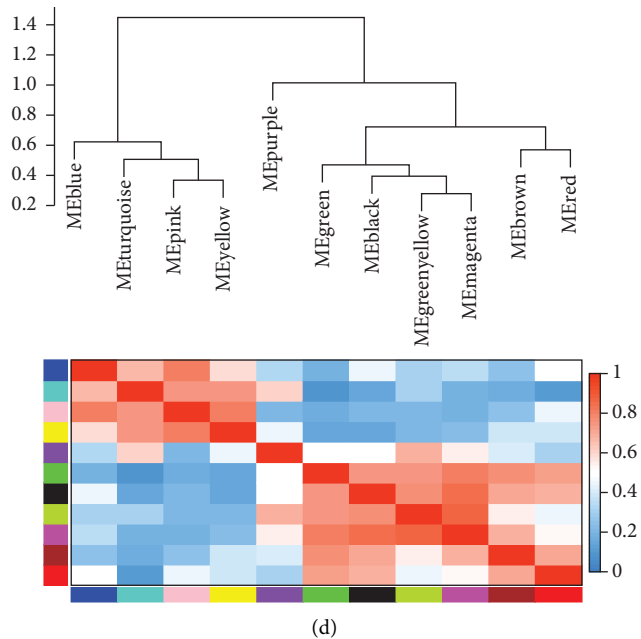 1.4
1.2
1.0
0.8
0.6
0.4
0.2
MEblue
MEturquoise
MEpink
MEyellow
MEpurple
MEgreen
MEblack
MEgreenyellow
MEmagenta
MEbrown
MEred
1
0.8
0.6
0.4
0.2
0
(d)